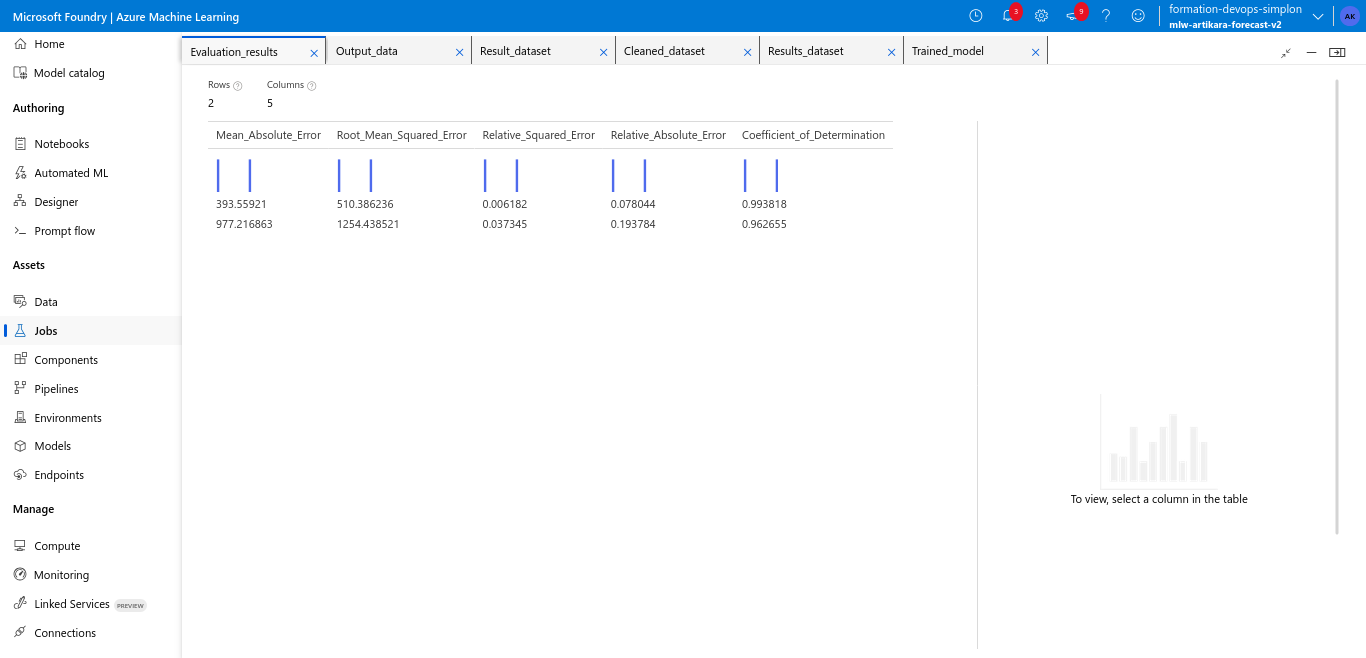 Microsoft Foundry | Azure Machine Learning
3
9
formation-devops-simplon
mlw-artikara-forecast-v2
AK
Home
Model catalog
Authoring
Notebooks
Automated ML
Designer
Prompt flow
Assets
Data
Jobs
Components
Pipelines
Environments
Models
Endpoints
Manage
Compute
Monitoring
Linked Services PREVIEW
Connections
Evaluation_results Output_data Result_dataset Cleaned_dataset Results_dataset Trained_model
Rows Columns
2 5
Mean_Absolute_Error Root_Mean_Squared_Error Relative_Squared_Error Relative_Absolute_Error Coefficient_of_Determination
393.55921 510.386236 0.006182 0.078044 0.993818
977.216863 1254.438521 0.037345 0.193784 0.962655
To view, select a column in the table